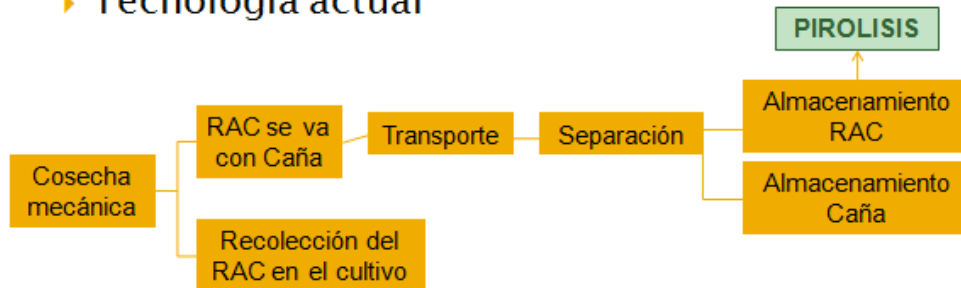 Tecnología actual
PIROLISIS
Almacenamiento
RAC
RAC se va
con Caña
Transporte
Separación
Cosecha
mecánica
Almacenamiento
Caña
Recolección del
RAC en el cultivo